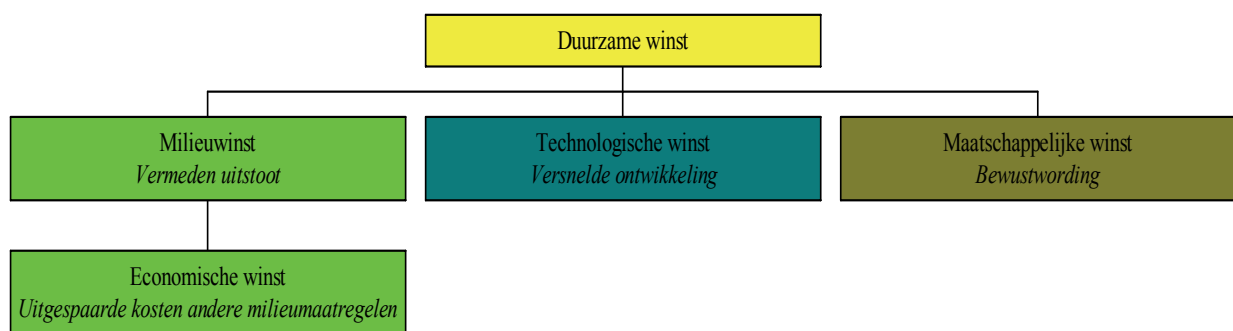 Duurzame winst
Milieuwinst
Vermeden uitstoot
Technologische winst
Versnelde ontwikkeling
Maatschappelijke winst
Bewustwording
Economische winst
Uitgespaarde kosten andere milieumaatregelen